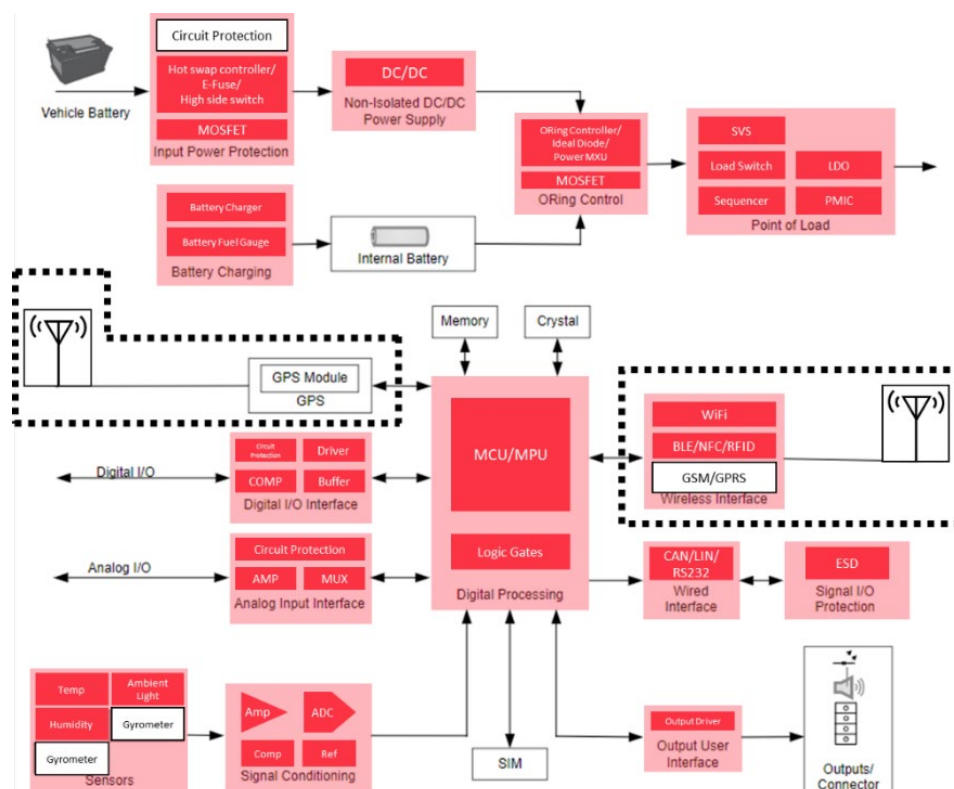 Vehicle Battery
Circuit Protection
Hot swap controller/
E-Fuse/
High side switch
MOSFET
Input Power Protection
DC/DC
Non-Isolated DC/DC
Power Supply
ORing Controller/
Ideal Diode/
Power MXU
MOSFET
ORing Control
SVS
Load Switch
LDO
Sequencer
PMIC
Point of Load
Battery Charger
Battery Fuel Gauge
Battery Charging
Internal Battery
Memory
Crystal
GPS Module
GPS
MCU/MPU
Logic Gates
Digital Processing
WiFi
BLE/NFC/RFID
GSM/GPRS
Wireless Interface
Digital I/O
Circuit
Protection
Driver
COMP
Buffer
Digital I/O Interface
Analog I/O
Circuit Protection
AMP
MUX
Analog Input Interface
CAN/LIN/
RS232
Wired
Interface
ESD
Signal I/O
Protection
Temp
Ambient
Light
Humidity
Gyrometer
Gyrometer
Sensors
Amp
ADC
Comp
Ref
Signal Conditioning
SIM
Output Driver
Output User
Interface
Outputs/
Connector